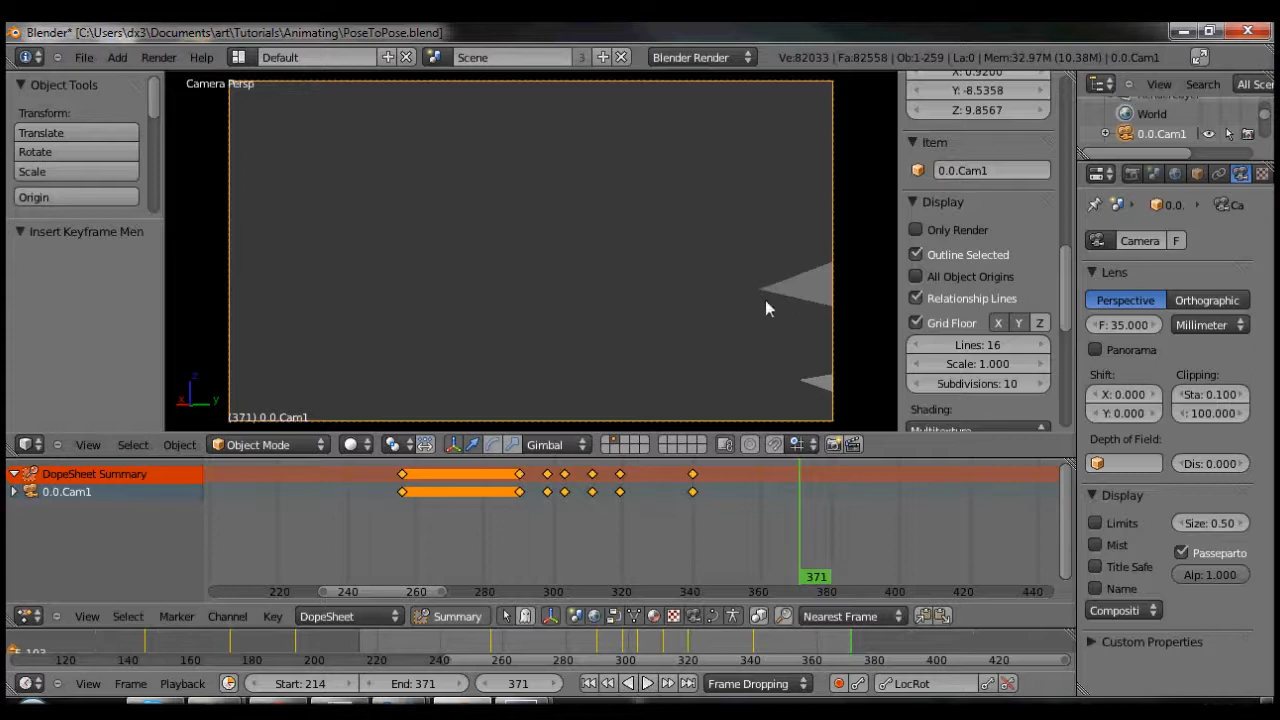 Blender* [C:\Users\dx3\Documents\art\Tutorials\Animating\PoseToPose.blend]
File Add Render Help Default Scene 3 Blender Render Ve:82033 | Fa:82558 | Ob:1-259 | La:0 | Mem:32.97M (10.38M) | 0.0.Cam1
Object Tools
Transform:
Translate
Rotate
Scale
Origin
Insert Keyframe Men
Camera Persp
(371) 0.0.Cam1
X: 0.9200
Y: -8.5358
Z: 9.8567
Item
0.0.Cam1
Display
Only Render
Outline Selected
All Object Origins
Relationship Lines
Grid Floor X Y Z
Lines: 16
Scale: 1.000
Subdivisions: 10
Shading:
Multitexture
View Search All Scer
RenderLayer
World
0.0.Cam1
0.0. Ca
Camera F
Lens
Perspective Orthographic
F: 35.000 Millimeter
Panorama
Shift: Clipping:
X: 0.000 Sta: 0.100
Y: 0.000 : 100.000
Depth of Field:
Dis: 0.000
Display
Limits Size: 0.50
Mist Passeparto
Title Safe Alp: 1.000
Name
Compositi
Custom Properties
View Select Object Object Mode Gimbal
DopeSheet Summary
0.0.Cam1
371
220 240 260 280 300 320 340 360 380 400 420 440
View Select Marker Channel Key DopeSheet Summary Nearest Frame
120 140 160 180 200 220 240 260 280 300 320 340 360 380 400 420
View Frame Playback Start: 214 End: 371 371 Frame Dropping LocRot